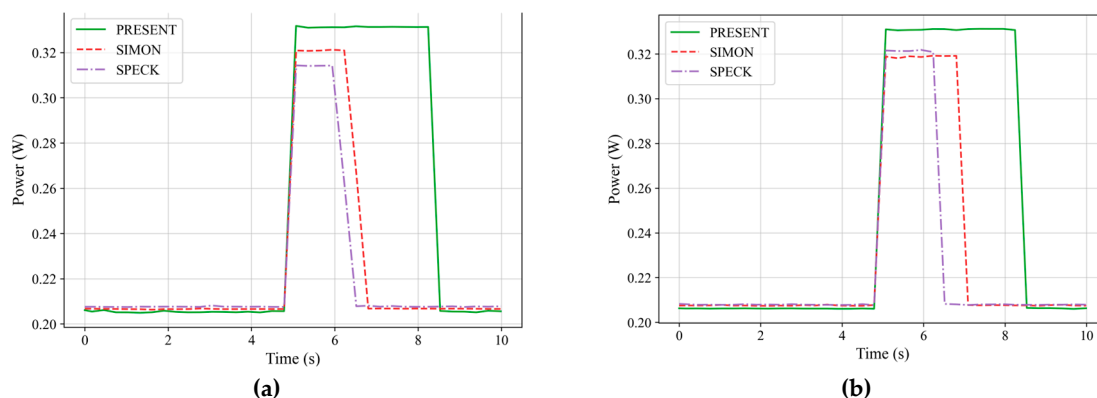 PRESENT
SIMON
SPECK
0.32
0.30
0.28
0.26
0.24
0.22
0.20
Power (W)
0 2 4 6 8 10
Time (s)
(a)
PRESENT
SIMON
SPECK
0.32
0.30
0.28
0.26
0.24
0.22
0.20
Power (W)
0 2 4 6 8 10
Time (s)
(b)